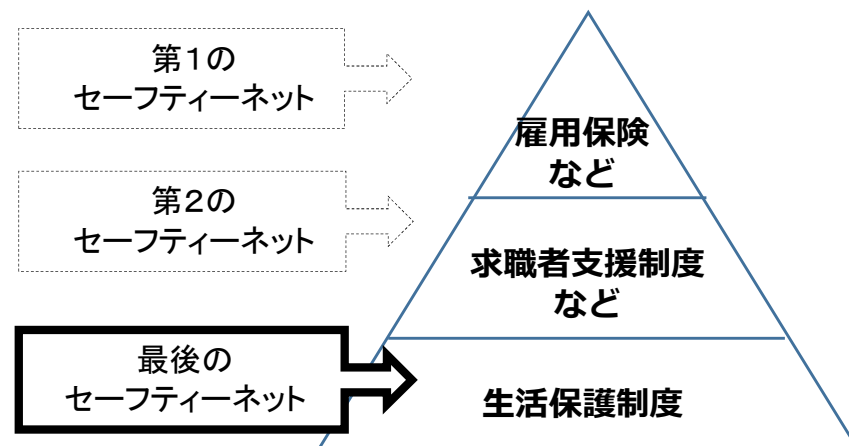 第１の
セーフティーネット
雇用保険
など
第２の
セーフティーネット
求職者支援制度
など
最後の
セーフティーネット
生活保護制度